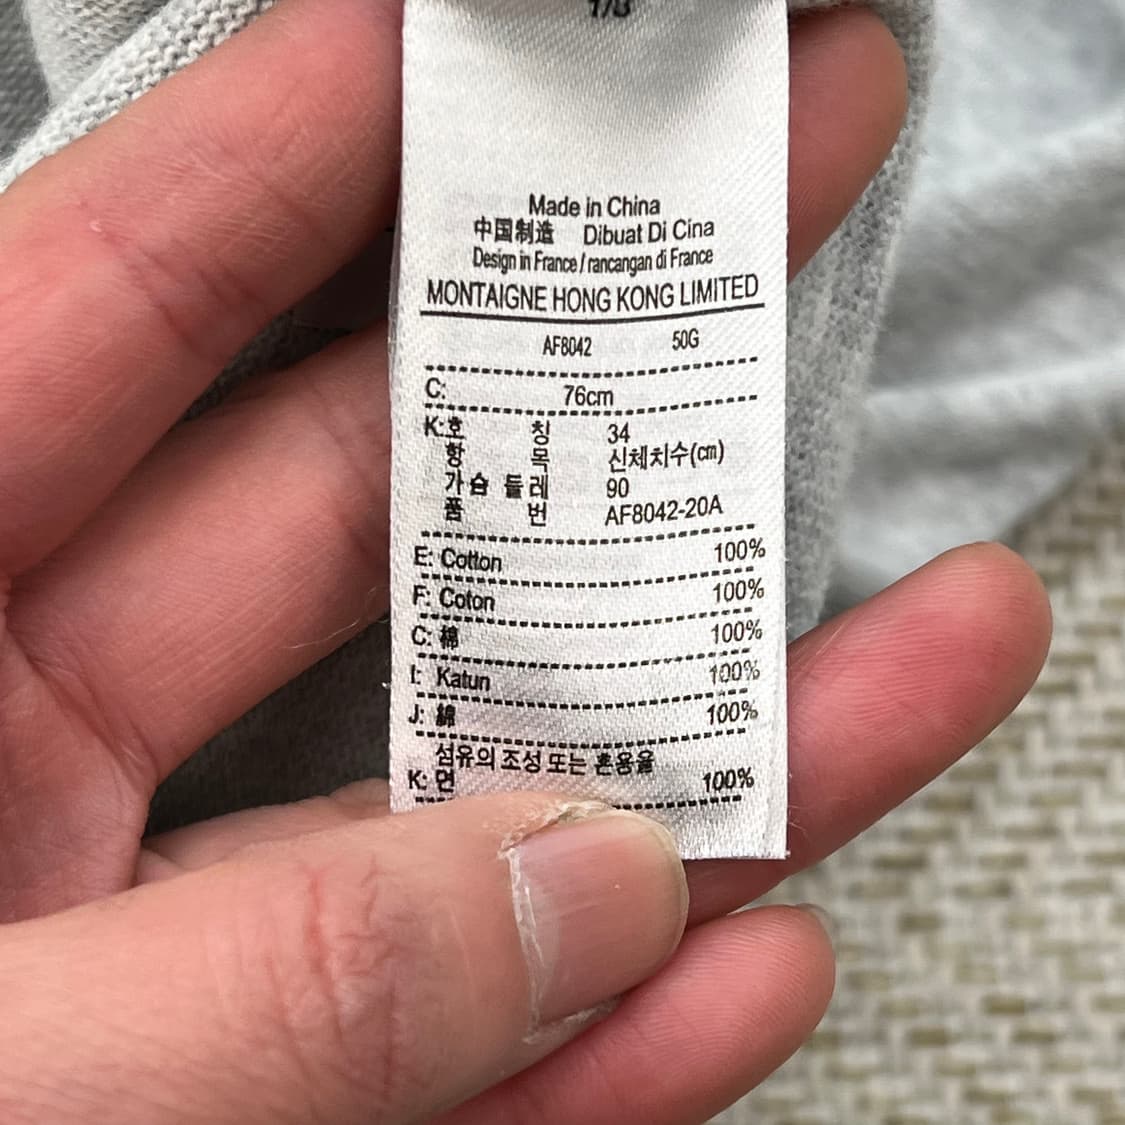 1/8
Made in China
中国制造 Dibuat Di Cina
Design in France / rancangan di France
MONTAIGNE HONG KONG LIMITED
AF8042 50G
C: 76cm
K:호 칭 34
항 목 신체치수(㎝)
가슴 둘레 90
품 번 AF8042-20A
E: Cotton 100%
F: Coton 100%
C: 棉 100%
I: Katun 100%
J: 綿 100%
섬유의 조성 또는 혼용율
K: 면 100%